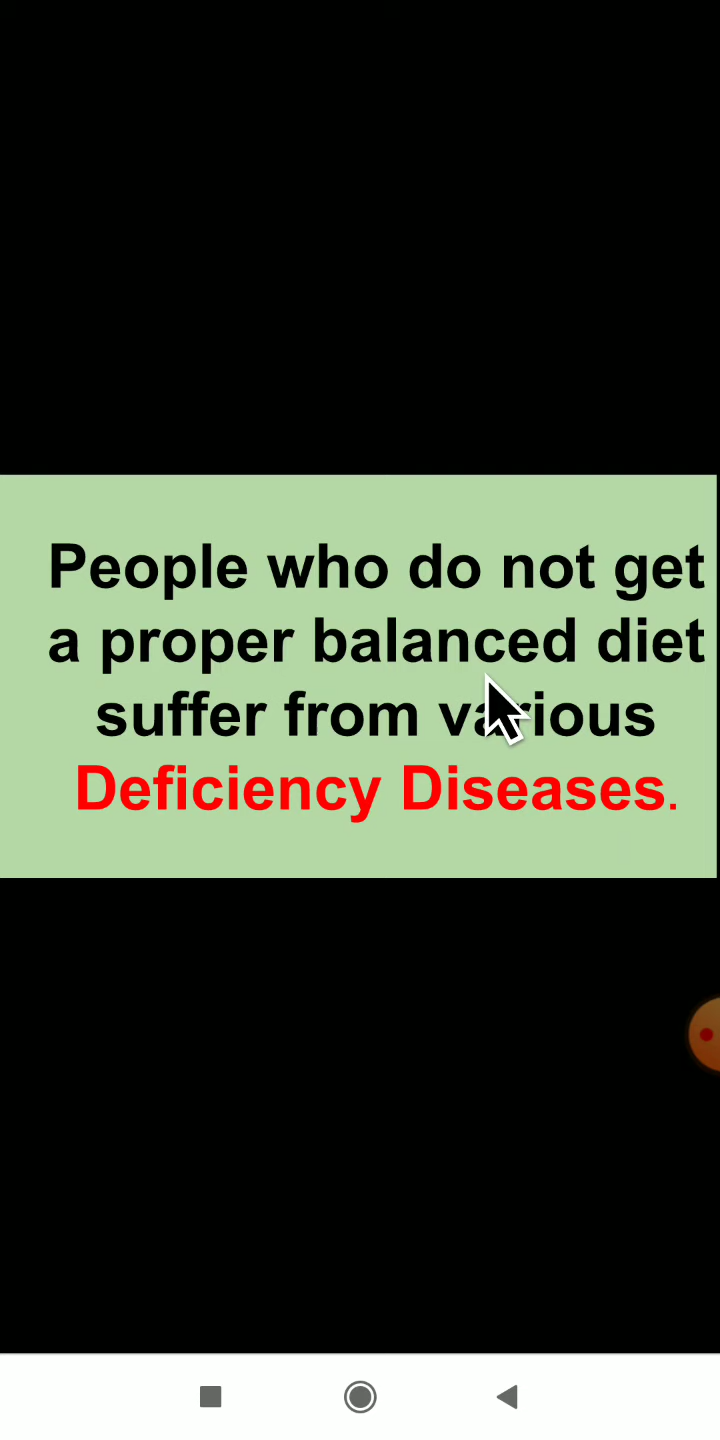 People who do not get
a proper balanced diet
suffer from various
Deficiency Diseases.